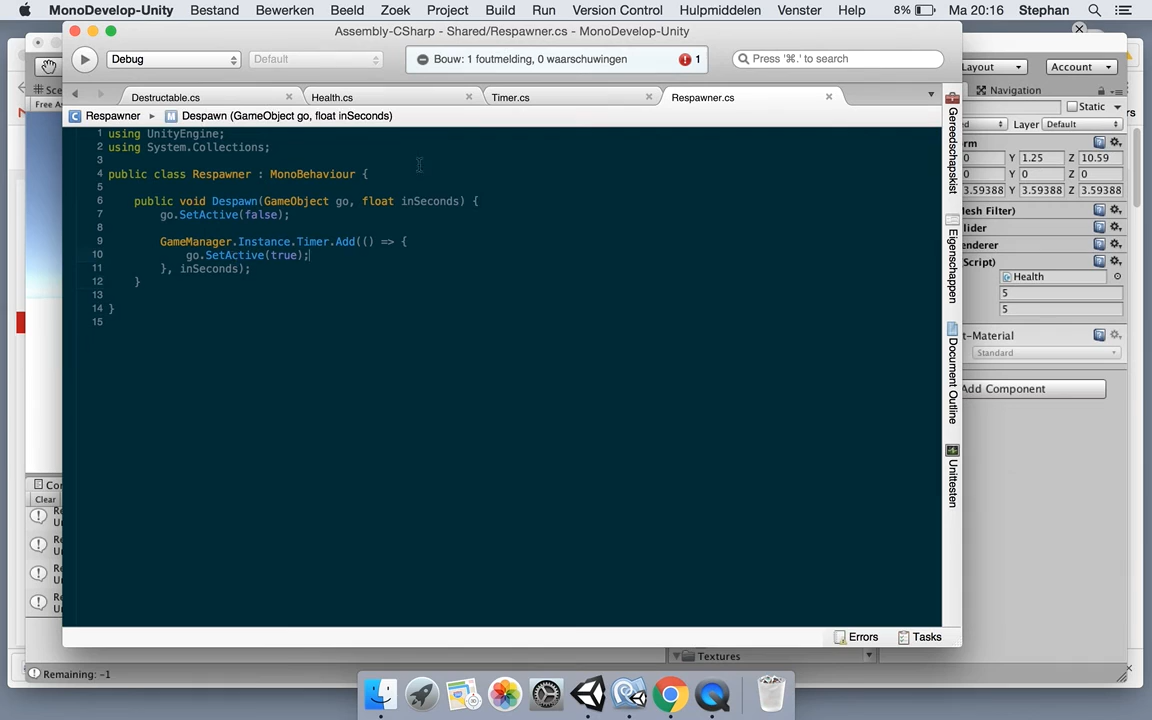 MonoDevelop-Unity Bestand Bewerken Beeld Zoek Project Build Run Version Control Hulpmiddelen Venster Help 8% Ma 20:16 Stephan
Assembly-CSharp - Shared/Respawner.cs - MonoDevelop-Unity
Debug
Default
Bouw: 1 foutmelding, 0 waarschuwingen
1
Press '⌘.' to search
Layout
Account
Navigation
Static
Layer
Default
Destructable.cs
Health.cs
Timer.cs
Respawner.cs
Respawner
Despawn (GameObject go, float inSeconds)
1 using UnityEngine;
2 using System.Collections;
3
4 public class Respawner : MonoBehaviour {
5
6 public void Despawn(GameObject go, float inSeconds) {
7 go.SetActive(false);
8
9 GameManager.Instance.Timer.Add(() => {
10 go.SetActive(true);
11 }, inSeconds);
12 }
13
14 }
15
Gereedschapskist
Eigenschappen
Document Outline
Unittesten
0 Y 1.25 Z 10.59
0 Y 0 Z 0
3.59388 Y 3.59388 Z 3.59388
Health
5
5
Standard
Add Component
Free
Clear
Errors
Tasks
Textures
Remaining: -1